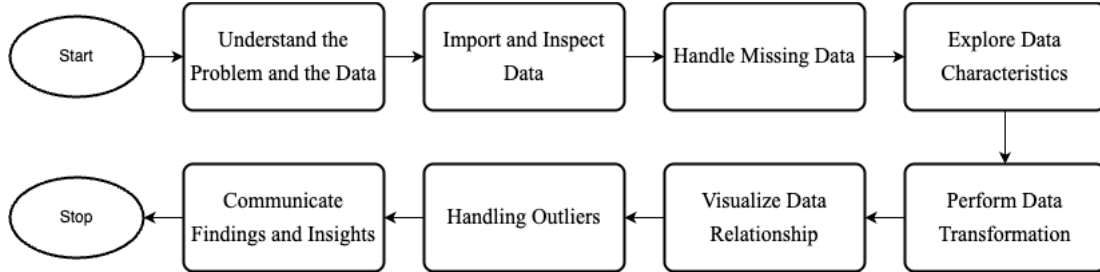 Start
Understand the
Problem and the Data
Import and Inspect
Data
Handle Missing Data
Explore Data
Characteristics
Perform Data
Transformation
Visualize Data
Relationship
Handling Outliers
Communicate
Findings and Insights
Stop